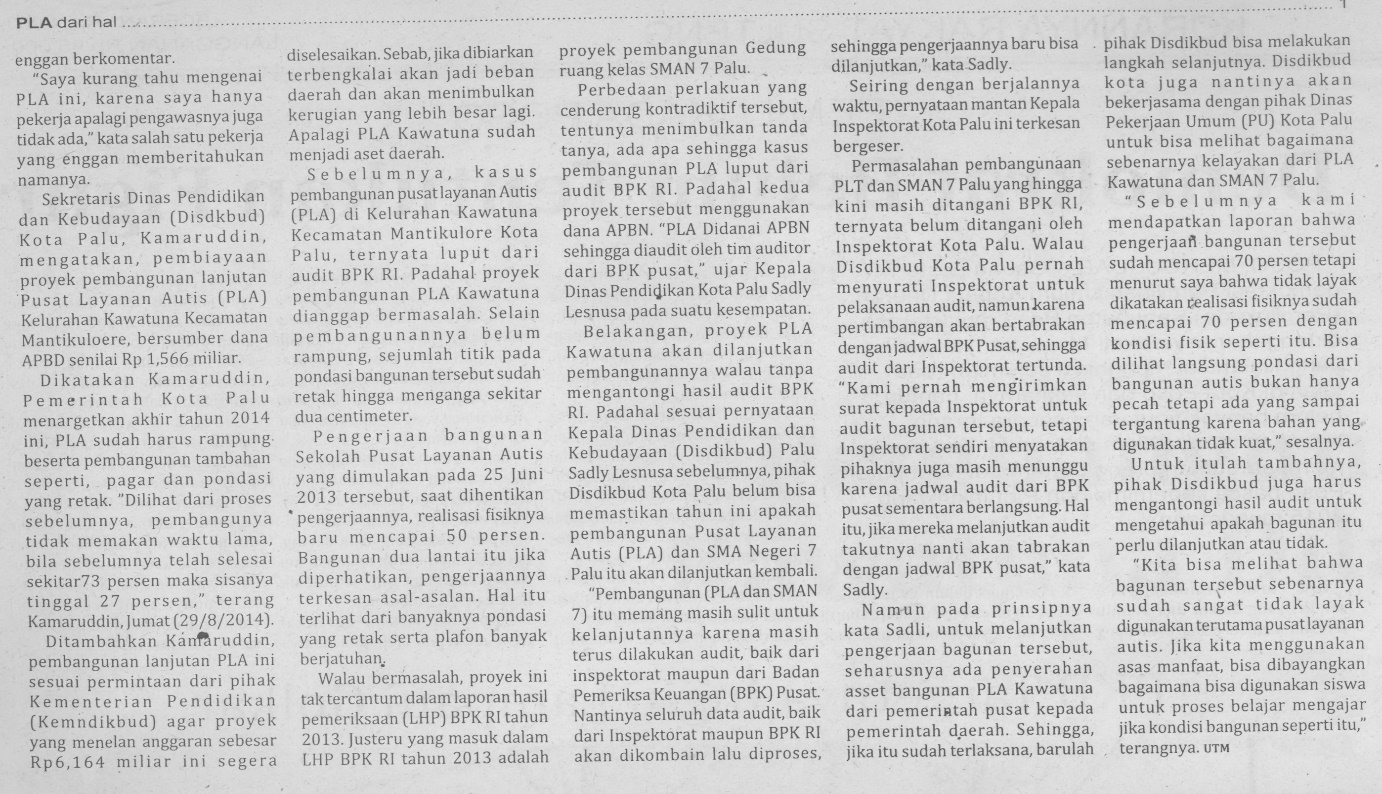 PLA dari hal ........ 1
enggan berkomentar.
"Saya kurang tahu mengenai
PLA ini, karena saya hanya
pekerja apalagi pengawasnya juga
tidak ada," kata salah satu pekerja
yang enggan memberitahukan
namanya.
Sekretaris Dinas Pendidikan
dan Kebudayaan (Disdkbud)
Kota Palu, Kamaruddin,
mengatakan, pembiayaan
proyek pembangunan lanjutan
Pusat Layanan Autis (PLA)
Kelurahan Kawatuna Kecamatan
Mantikuloere, bersumber dana
APBD senilai Rp 1,566 miliar.
Dikatakan Kamaruddin,
Pemerintah Kota Palu
menargetkan akhir tahun 2014
ini, PLA sudah harus rampung
beserta pembangunan tambahan
seperti, pagar dan pondasi
yang retak. "Dilihat dari proses
sebelumnya, pembangunya
tidak memakan waktu lama,
bila sebelumnya telah selesai
sekitar73 persen maka sisanya
tinggal 27 persen," terang
Kamaruddin, Jumat (29/8/2014).
Ditambahkan Kamaruddin,
pembangunan lanjutan PLA ini
sesuai permintaan dari pihak
Kementerian Pendidikan
(Kemndikbud) agar proyek
yang menelan anggaran sebesar
Rp6,164 miliar ini segera
diselesaikan. Sebab, jika dibiarkan
terbengkalai akan jadi beban
daerah dan akan menimbulkan
kerugian yang lebih besar lagi.
Apalagi PLA Kawatuna sudah
menjadi aset daerah.
Sebelumnya, kasus
pembangunan pusat layanan Autis
(PLA) di Kelurahan Kawatuna
Kecamatan Mantikulore Kota
Palu, ternyata luput dari
audit BPK RI. Padahal proyek
pembangunan PLA Kawatuna
dianggap bermasalah. Selain
pembangunannya belum
rampung, sejumlah titik pada
pondasi bangunan tersebut sudah
retak hingga menganga sekitar
dua centimeter.
Pengerjaan bangunan
Sekolah Pusat Layanan Autis
yang dimulakan pada 25 Juni
2013 tersebut, saat dihentikan
pengerjaannya, realisasi fisiknya
baru mencapai 50 persen.
Bangunan dua lantai itu jika
diperhatikan, pengerjaannya
terkesan asal-asalan. Hal itu
terlihat dari banyaknya pondasi
yang retak serta plafon banyak
berjatuhan.
Walau bermasalah, proyek ini
tak tercantum dalam laporan hasil
pemeriksaan (LHP) BPK RI tahun
2013. Justeru yang masuk dalam
LHP BPK RI tahun 2013 adalah
proyek pembangunan Gedung
ruang kelas SMAN 7 Palu.
Perbedaan perlakuan yang
cenderung kontradiktif tersebut,
tentunya menimbulkan tanda
tanya, ada apa sehingga kasus
pembangunan PLA luput dari
audit BPK RI. Padahal kedua
proyek tersebut menggunakan
dana APBN. "PLA Didanai APBN
sehingga diaudit oleh tim auditor
dari BPK pusat," ujar Kepala
Dinas Pendidikan Kota Palu Sadly
Lesnusa pada suatu kesempatan.
Belakangan, proyek PLA
Kawatuna akan dilanjutkan
pembangunannya walau tanpa
mengantongi hasil audit BPK
RI. Padahal sesuai pernyataan
Kepala Dinas Pendidikan dan
Kebudayaan (Disdikbud) Palu
Sadly Lesnusa sebelumnya, pihak
Disdikbud Kota Palu belum bisa
memastikan tahun ini apakah
pembangunan Pusat Layanan
Autis (PLA) dan SMA Negeri 7
Palu itu akan dilanjutkan kembali.
"Pembangunan (PLA dan SMAN
7) itu memang masih sulit untuk
kelanjutannya karena masih
terus dilakukan audit, baik dari
inspektorat maupun dari Badan
Pemeriksa Keuangan (BPK) Pusat.
Nantinya seluruh data audit, baik
dari Inspektorat maupun BPK RI
akan dikombain lalu diproses,
sehingga pengerjaannya baru bisa
dilanjutkan," kata Sadly.
Seiring dengan berjalannya
waktu, pernyataan mantan Kepala
Inspektorat Kota Palu ini terkesan
bergeser.
Permasalahan pembangunan
PLT dan SMAN 7 Palu yang hingga
kini masih ditangani BPK RI,
ternyata belum ditangani oleh
Inspektorat Kota Palu. Walau
Disdikbud Kota Palu pernah
menyurati Inspektorat untuk
pelaksanaan audit, namun karena
pertimbangan akan bertabrakan
dengan jadwal BPK Pusat, sehingga
audit dari Inspektorat tertunda.
"Kami pernah mengirimkan
surat kepada Inspektorat untuk
audit bagunan tersebut, tetapi
Inspektorat sendiri menyatakan
pihaknya juga masih menunggu
karena jadwal audit dari BPK
pusat sementara berlangsung. Hal
itu, jika mereka melanjutkan audit
takutnya nanti akan tabrakan
dengan jadwal BPK pusat," kata
Sadly.
Namun pada prinsipnya
kata Sadli, untuk melanjutkan
pengerjaan bagunan tersebut,
seharusnya ada penyerahan
asset bangunan PLA Kawatuna
dari pemerintah pusat kepada
pemerintah daerah. Sehingga,
jika itu sudah terlaksana, barulah
pihak Disdikbud bisa melakukan
langkah selanjutnya. Disdikbud
kota juga nantinya akan
bekerjasama dengan pihak Dinas
Pekerjaan Umum (PU) Kota Palu
untuk bisa melihat bagaimana
sebenarnya kelayakan dari PLA
Kawatuna dan SMAN 7 Palu.
"Sebelumnya kami
mendapatkan laporan bahwa
pengerjaan bangunan tersebut
sudah mencapai 70 persen tetapi
menurut saya bahwa tidak layak
dikatakan realisasi fisiknya sudah
mencapai 70 persen dengan
kondisi fisik seperti itu. Bisa
dilihat langsung pondasi dari
bangunan autis bukan hanya
pecah tetapi ada yang sampai
tergantung karena bahan yang
digunakan tidak kuat," sesalnya.
Untuk itulah tambahnya,
pihak Disdikbud juga harus
mengantongi hasil audit untuk
mengetahui apakah bagunan itu
perlu dilanjutkan atau tidak.
"Kita bisa melihat bahwa
bagunan tersebut sebenarnya
sudah sangat tidak layak
digunakan terutama pusat layanan
autis. Jika kita menggunakan
asas manfaat, bisa dibayangkan
bagaimana bisa digunakan siswa
untuk proses belajar mengajar
jika kondisi bangunan seperti itu,"
terangnya. UTM